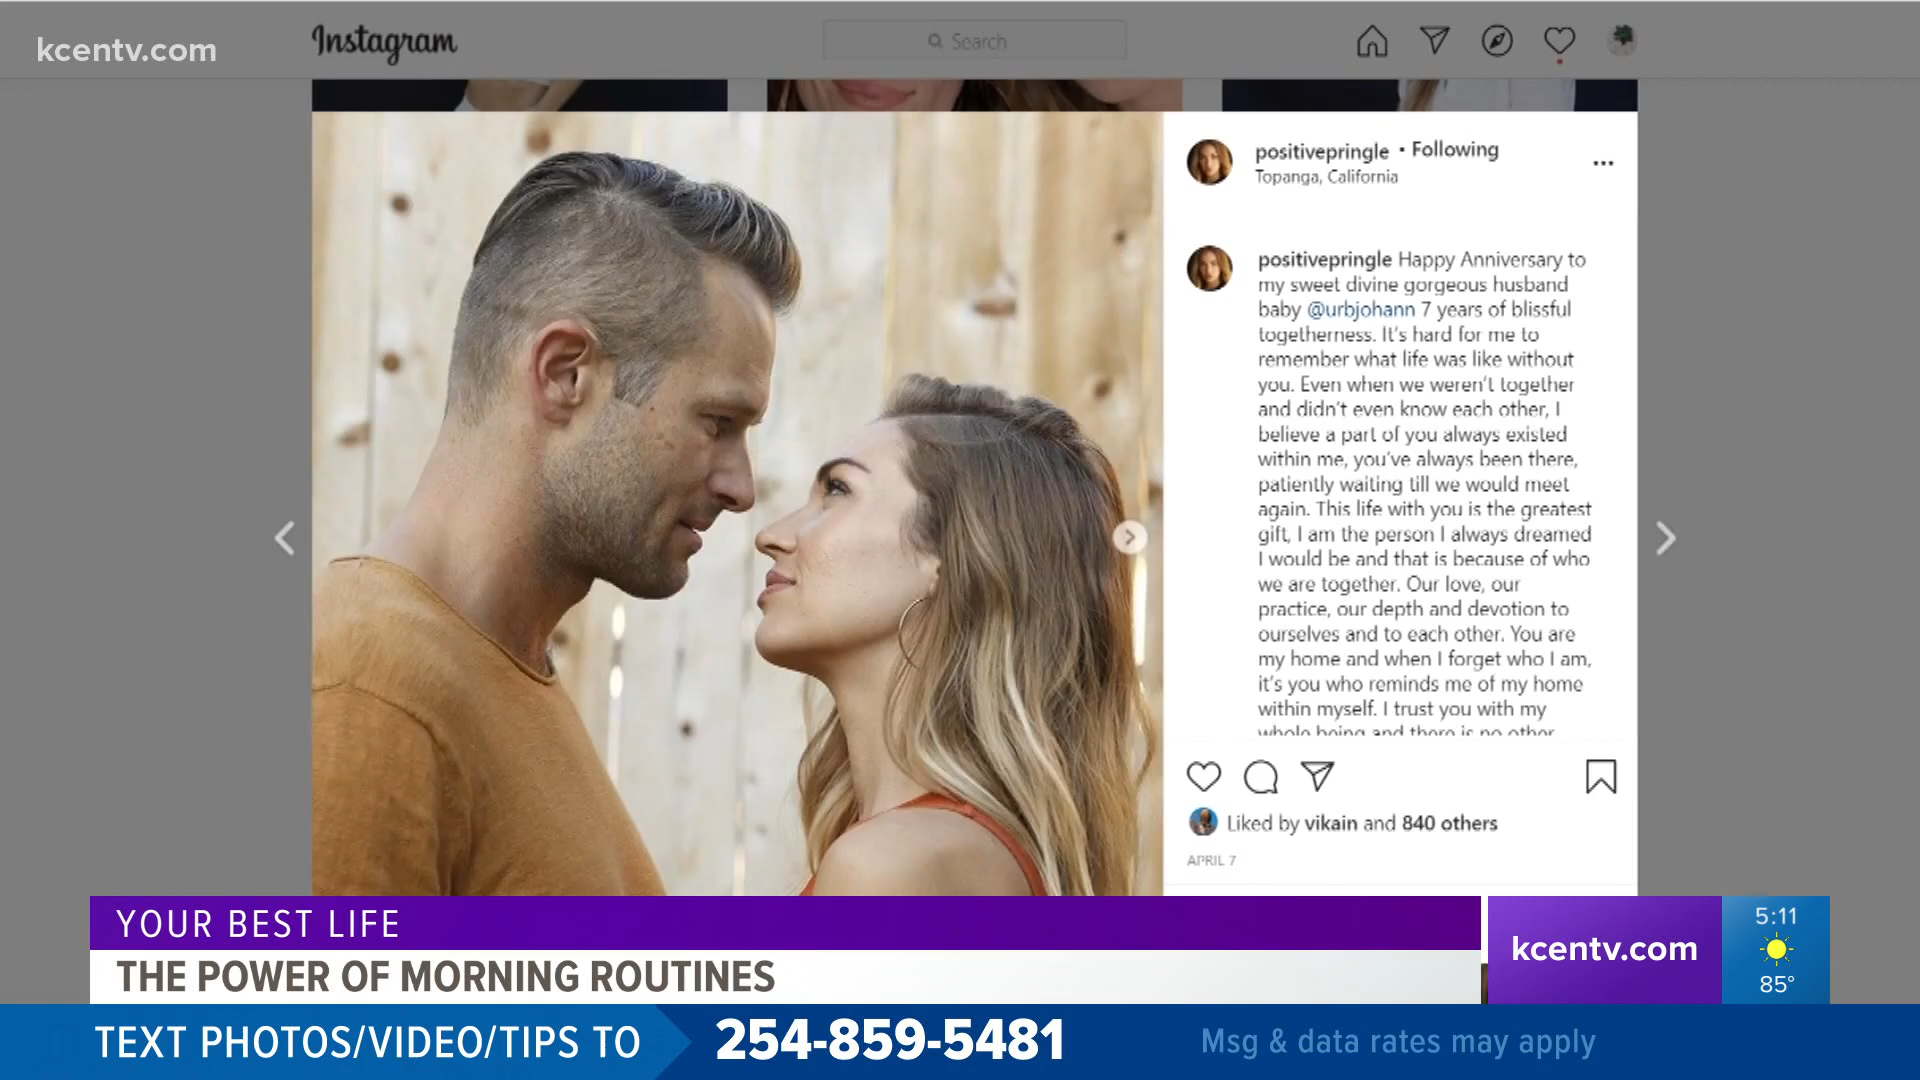 kcentv.com
Instagram
Search
positivepringle • Following
Topanga, California
...
positivepringle Happy Anniversary to
my sweet divine gorgeous husband
baby @urbjohann 7 years of blissful
togetherness. It's hard for me to
remember what life was like without
you. Even when we weren't together
and didn't even know each other, I
believe a part of you always existed
within me, you've always been there,
patiently waiting till we would meet
again. This life with you is the greatest
gift, I am the person I always dreamed
I would be and that is because of who
we are together. Our love, our
practice, our depth and devotion to
ourselves and to each other. You are
my home and when I forget who I am,
it's you who reminds me of my home
within myself. I trust you with my
whole being and there is no other
Liked by vikain and 840 others
APRIL 7
YOUR BEST LIFE
THE POWER OF MORNING ROUTINES
kcentv.com
5:11
85°
TEXT PHOTOS/VIDEO/TIPS TO 254-859-5481 Msg & data rates may apply